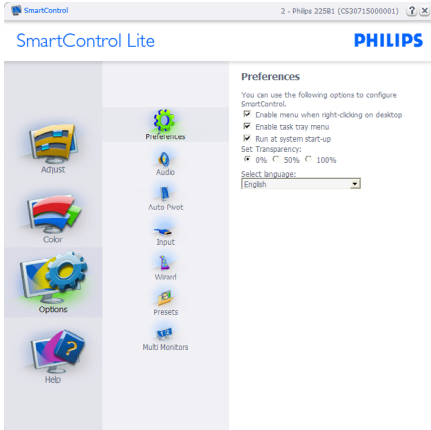 SmartControl
2 - Philips 225B1 (CS30715000001)
?
SmartControl Lite
PHILIPS
Adjust
Color
Options
Help
Preferences
Audio
Auto Pivot
Input
Wizard
Presets
Multi Monitors
Preferences
You can use the following options to configure
SmartControl.
Enable menu when right-clicking on desktop
Enable task tray menu
Run at system start-up
Set Transparency:
0% 50% 100%
Select language:
English